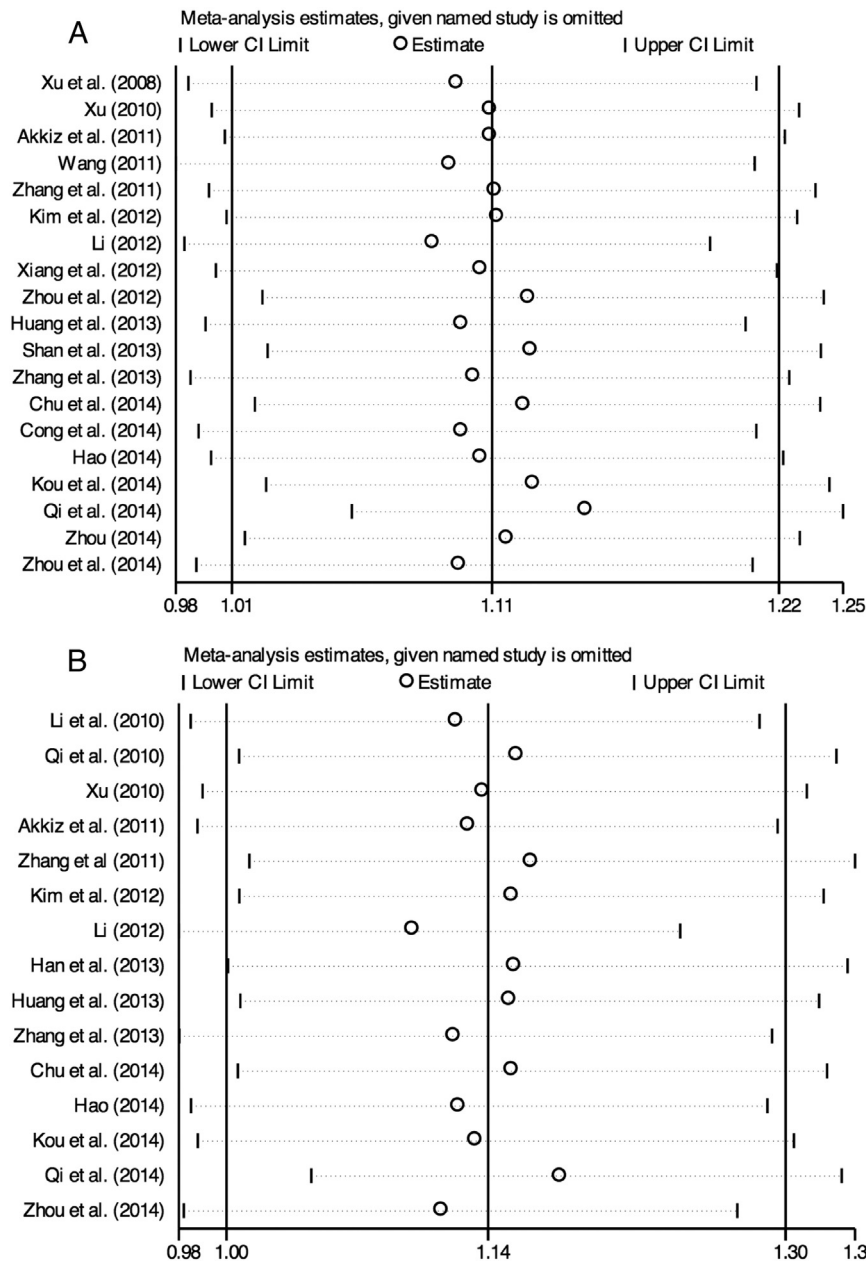 A
Meta-analysis estimates, given named study is omitted
Lower CI Limit Estimate Upper CI Limit
Xu et al. (2008)
Xu (2010)
Akkiz et al. (2011)
Wang (2011)
Zhang et al. (2011)
Kim et al. (2012)
Li (2012)
Xiang et al. (2012)
Zhou et al. (2012)
Huang et al. (2013)
Shan et al. (2013)
Zhang et al. (2013)
Chu et al. (2014)
Cong et al. (2014)
Hao (2014)
Kou et al. (2014)
Qi et al. (2014)
Zhou (2014)
Zhou et al. (2014)
0.98 1.01 1.11 1.22 1.25
B
Meta-analysis estimates, given named study is omitted
Lower CI Limit Estimate Upper CI Limit
Li et al. (2010)
Qi et al. (2010)
Xu (2010)
Akkiz et al. (2011)
Zhang et al (2011)
Kim et al. (2012)
Li (2012)
Han et al. (2013)
Huang et al. (2013)
Zhang et al. (2013)
Chu et al. (2014)
Hao (2014)
Kou et al. (2014)
Qi et al. (2014)
Zhou et al. (2014)
0.98 1.00 1.14 1.30 1.3